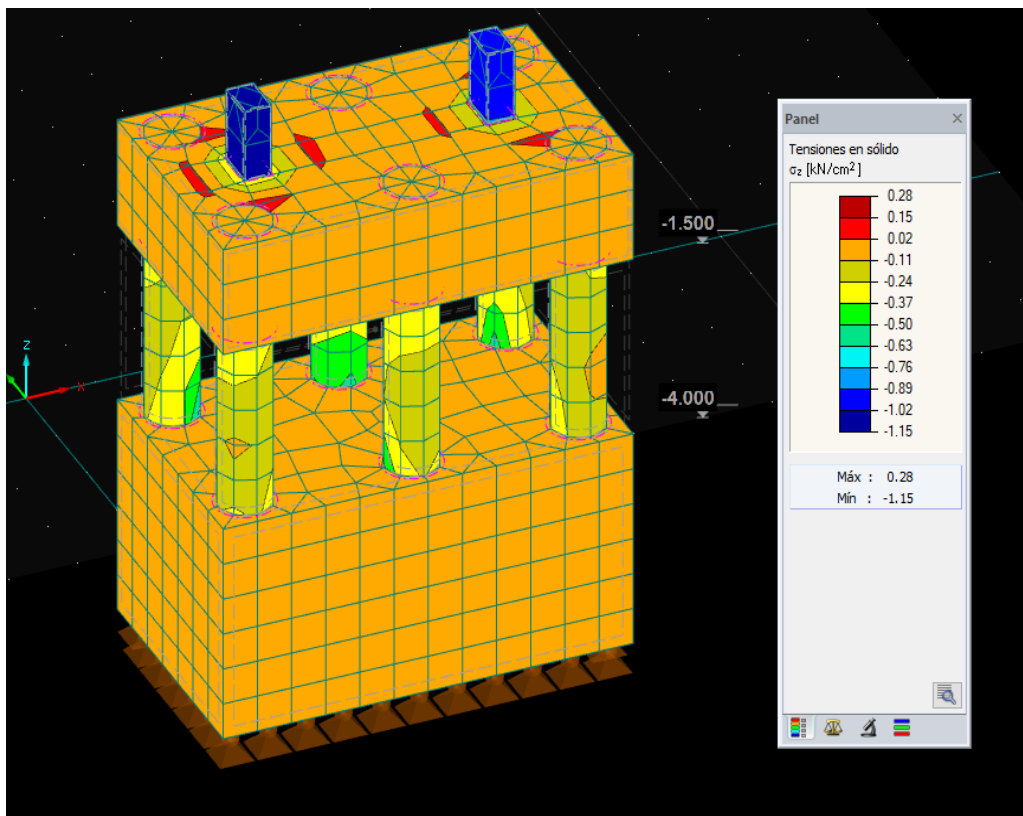 Panel
Tensiones en sólido
σz [kN/cm²]
0.28
0.15
0.02
-0.11
-0.24
-0.37
-0.50
-0.63
-0.76
-0.89
-1.02
-1.15
Máx : 0.28
Mín : -1.15
-1.500
-4.000
Z
X